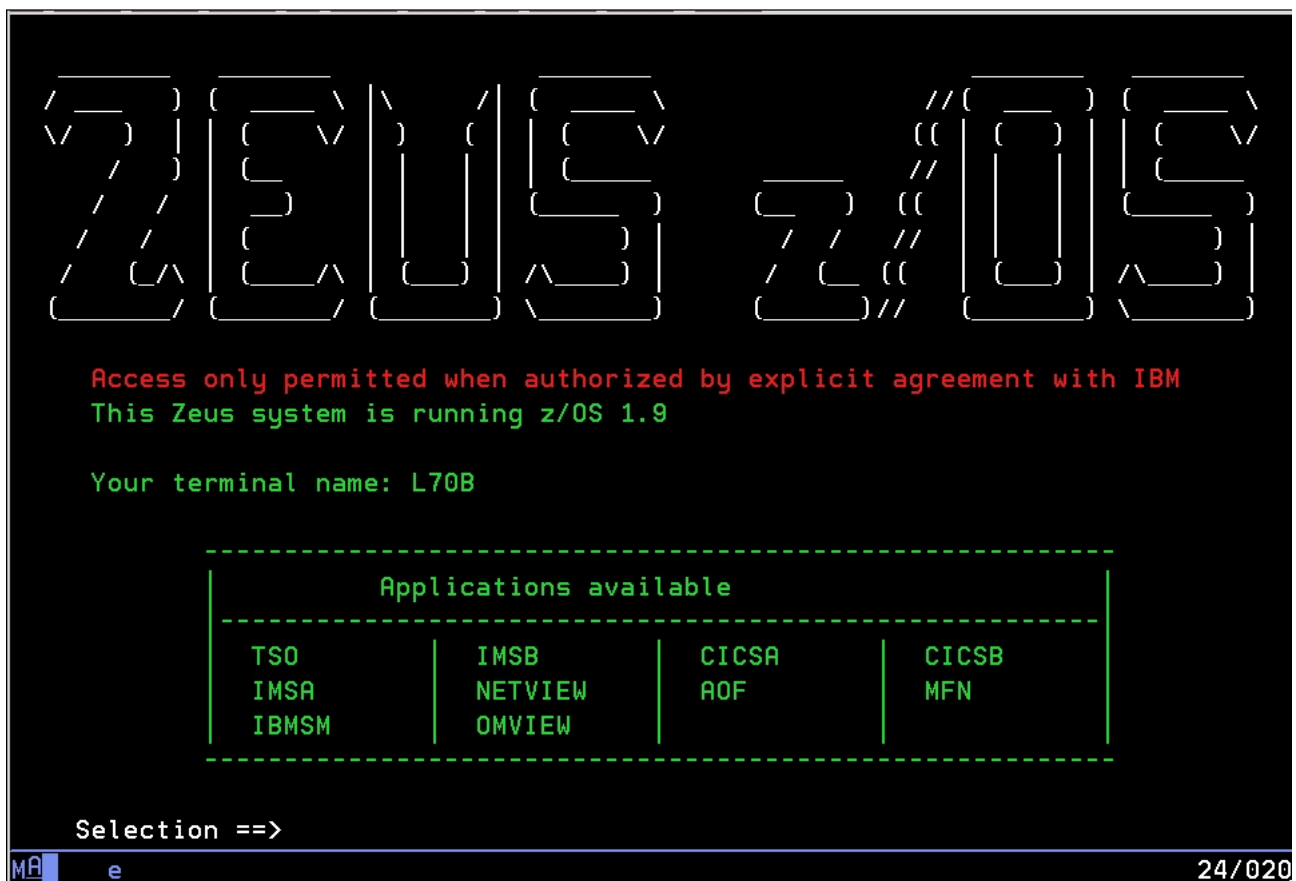 ZEUS z/OS
Access only permitted when authorized by explicit agreement with IBM
This Zeus system is running z/OS 1.9
Your terminal name: L70B
Applications available
TSO IMSB CICSA CICSB
IMSA NETVIEW AOF MFN
IBMSM OMVIEW
Selection ==>
MA e 24/020